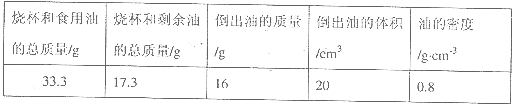 烧杯和食用油 烧杯和剩余油 倒出油的质量 倒出油的体积 油的密度
的总质量/g 的总质量/g /g /cm³ /g·cm⁻³
33.3 17.3 16 20 0.8